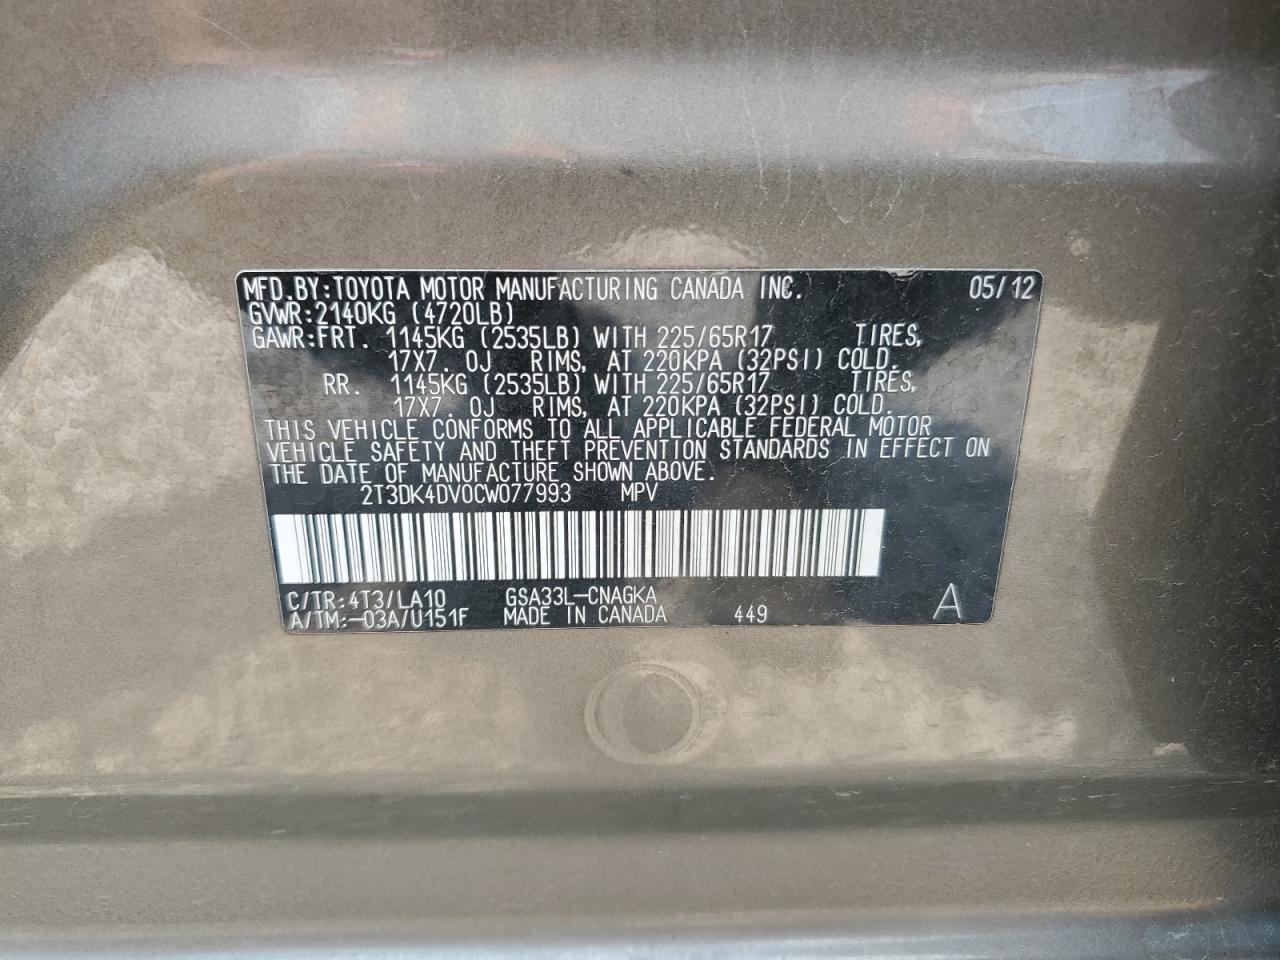 MFD.BY:TOYOTA MOTOR MANUFACTURING CANADA INC. 05/12
GVWR:2140KG (4720LB)
GAWR:FRT. 1145KG (2535LB) WITH 225/65R17 TIRES,
17X7. 0J RIMS, AT 220KPA (32PSI) COLD.
RR. 1145KG (2535LB) WITH 225/65R17 TIRES,
17X7. 0J RIMS, AT 220KPA (32PSI) COLD.
THIS VEHICLE CONFORMS TO ALL APPLICABLE FEDERAL MOTOR
VEHICLE SAFETY AND THEFT PREVENTION STANDARDS IN EFFECT ON
THE DATE OF MANUFACTURE SHOWN ABOVE.
2T3DK4DV0CW077993 MPV
C/TR:4T3/LA10 GSA33L-CNAGKA
A/TM:-03A/U151F MADE IN CANADA 449 A